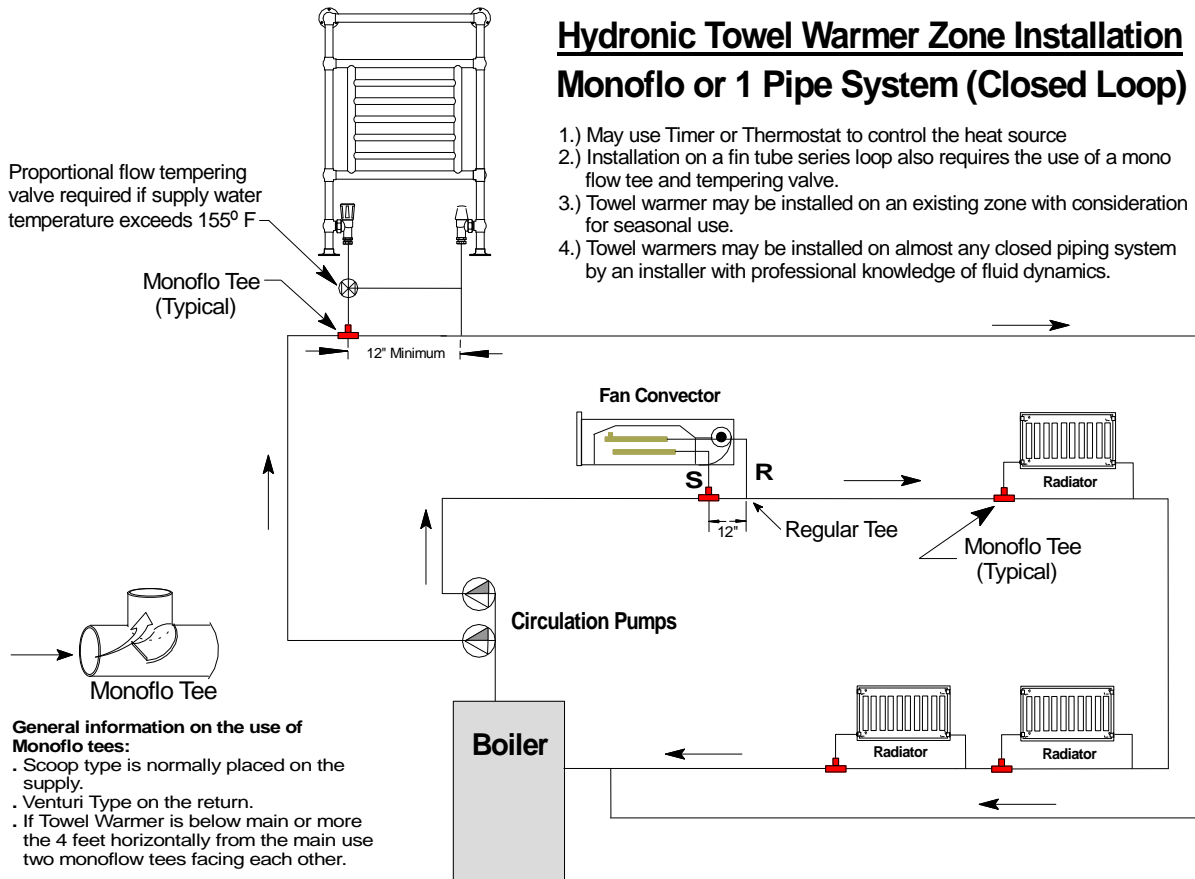 Hydronic Towel Warmer Zone Installation
Monoflo or 1 Pipe System (Closed Loop)
1.) May use Timer or Thermostat to control the heat source
2.) Installation on a fin tube series loop also requires the use of a mono
flow tee and tempering valve.
3.) Towel warmer may be installed on an existing zone with consideration
for seasonal use.
4.) Towel warmers may be installed on almost any closed piping system
by an installer with professional knowledge of fluid dynamics.
Proportional flow tempering
valve required if supply water
temperature exceeds 155⁰ F
Monoflo Tee
(Typical)
12" Minimum
Fan Convector
S
R
12"
Regular Tee
Radiator
Monoflo Tee
(Typical)
Circulation Pumps
Monoflo Tee
Boiler
Radiator
Radiator
General information on the use of
Monoflo tees:
. Scoop type is normally placed on the
supply.
. Venturi Type on the return.
. If Towel Warmer is below main or more
the 4 feet horizontally from the main use
two monoflow tees facing each other.